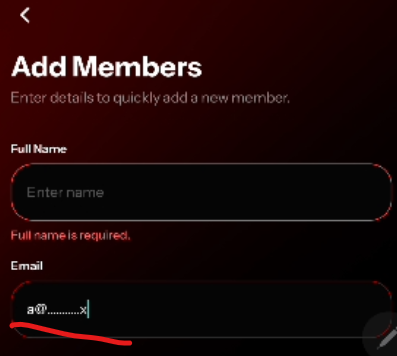 Add Members
Enter details to quickly add a new member.
Full Name
Enter name
Full name is required.
Email
a@...........x